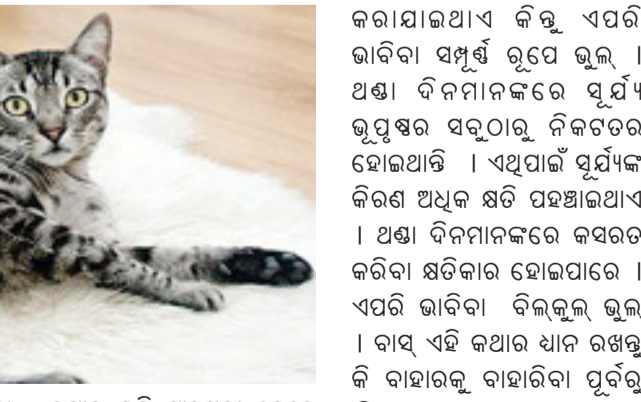 କରାଯାଇଥାଏ କିନ୍ତୁ ଏପରି
ଭାବିବା ସମ୍ପୂର୍ଣ୍ଣ ରୂପେ ଭୁଲ୍ ।
ଥଣ୍ଡା ଦିନମାନଙ୍କରେ ସୂର୍ଯ୍ୟ
ଭୂପୃଷ୍ଠର ସବୁଠାରୁ ନିକଟତର
ହୋଇଥାନ୍ତି । ଏଥିପାଇଁ ସୂର୍ଯ୍ୟଙ୍କ
କିରଣ ଅଧିକ କ୍ଷତି ପହଞ୍ଚାଇଥାଏ
। ଥଣ୍ଡା ଦିନମାନଙ୍କରେ କସରତ
କରିବା କ୍ଷତିକାର ହୋଇପାରେ ।
ଏପରି ଭାବିବା ବିଲ୍‌କୁଲ୍ ଭୁଲ୍
। ବାସ୍ ଏହି କଥାର ଧ୍ୟାନ ରଖନ୍ତୁ
କି ବାହାରକୁ ବାହାରିବା ପୂର୍ବରୁ